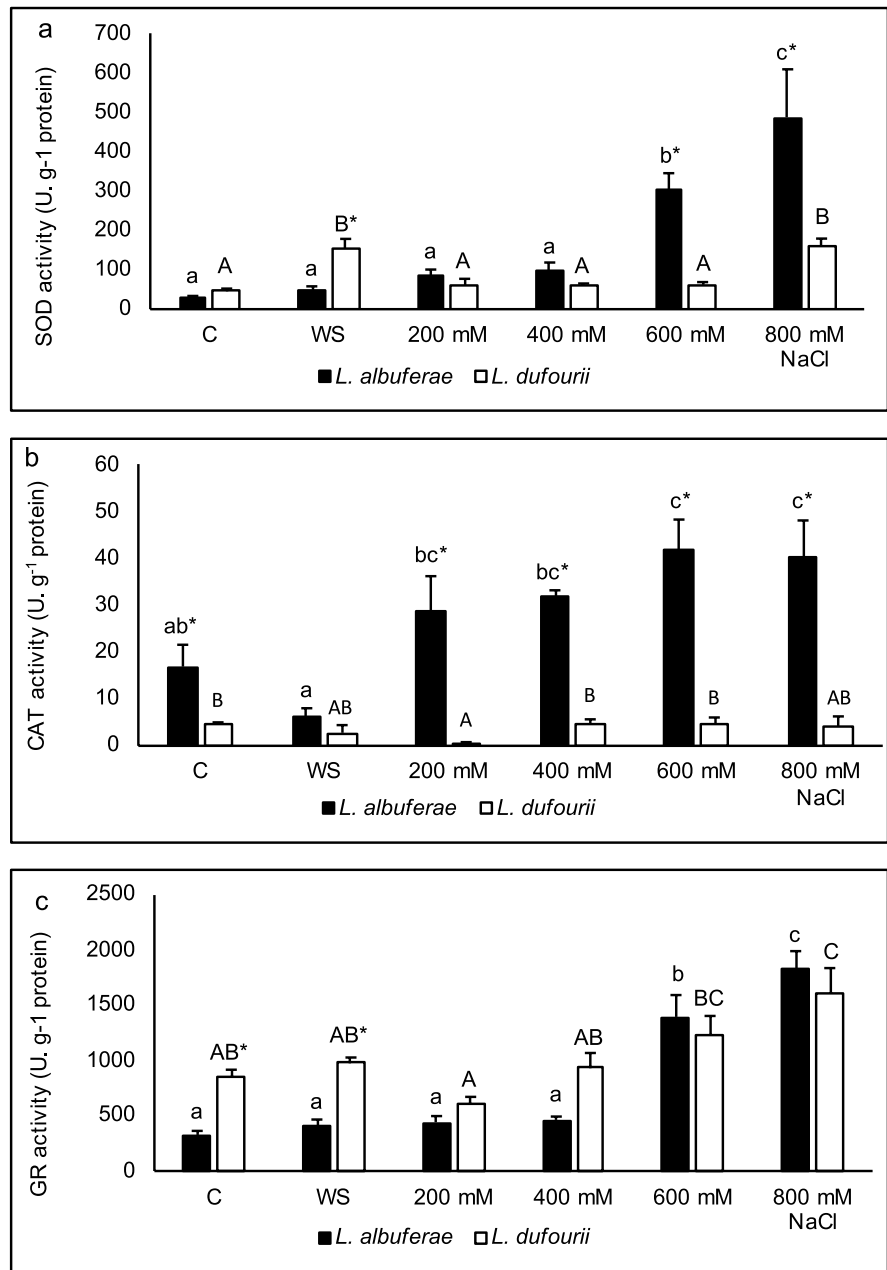 a
SOD activity (U. g-1 protein)
700
600
500
400
300
200
100
0
a
A
a
B*
a
A
a
A
b*
A
c*
B
C
WS
200 mM
400 mM
600 mM
800 mM
NaCl
L. albuferae
L. dufourii
b
CAT activity (U. g-1 protein)
60
50
40
30
20
10
0
ab*
B
a
AB
bc*
A
bc*
B
c*
B
c*
AB
C
WS
200 mM
400 mM
600 mM
800 mM
NaCl
L. albuferae
L. dufourii
c
GR activity (U. g-1 protein)
2500
2000
1500
1000
500
0
a
AB*
a
AB*
a
A
a
AB
b
BC
c
C
C
WS
200 mM
400 mM
600 mM
800 mM
NaCl
L. albuferae
L. dufourii